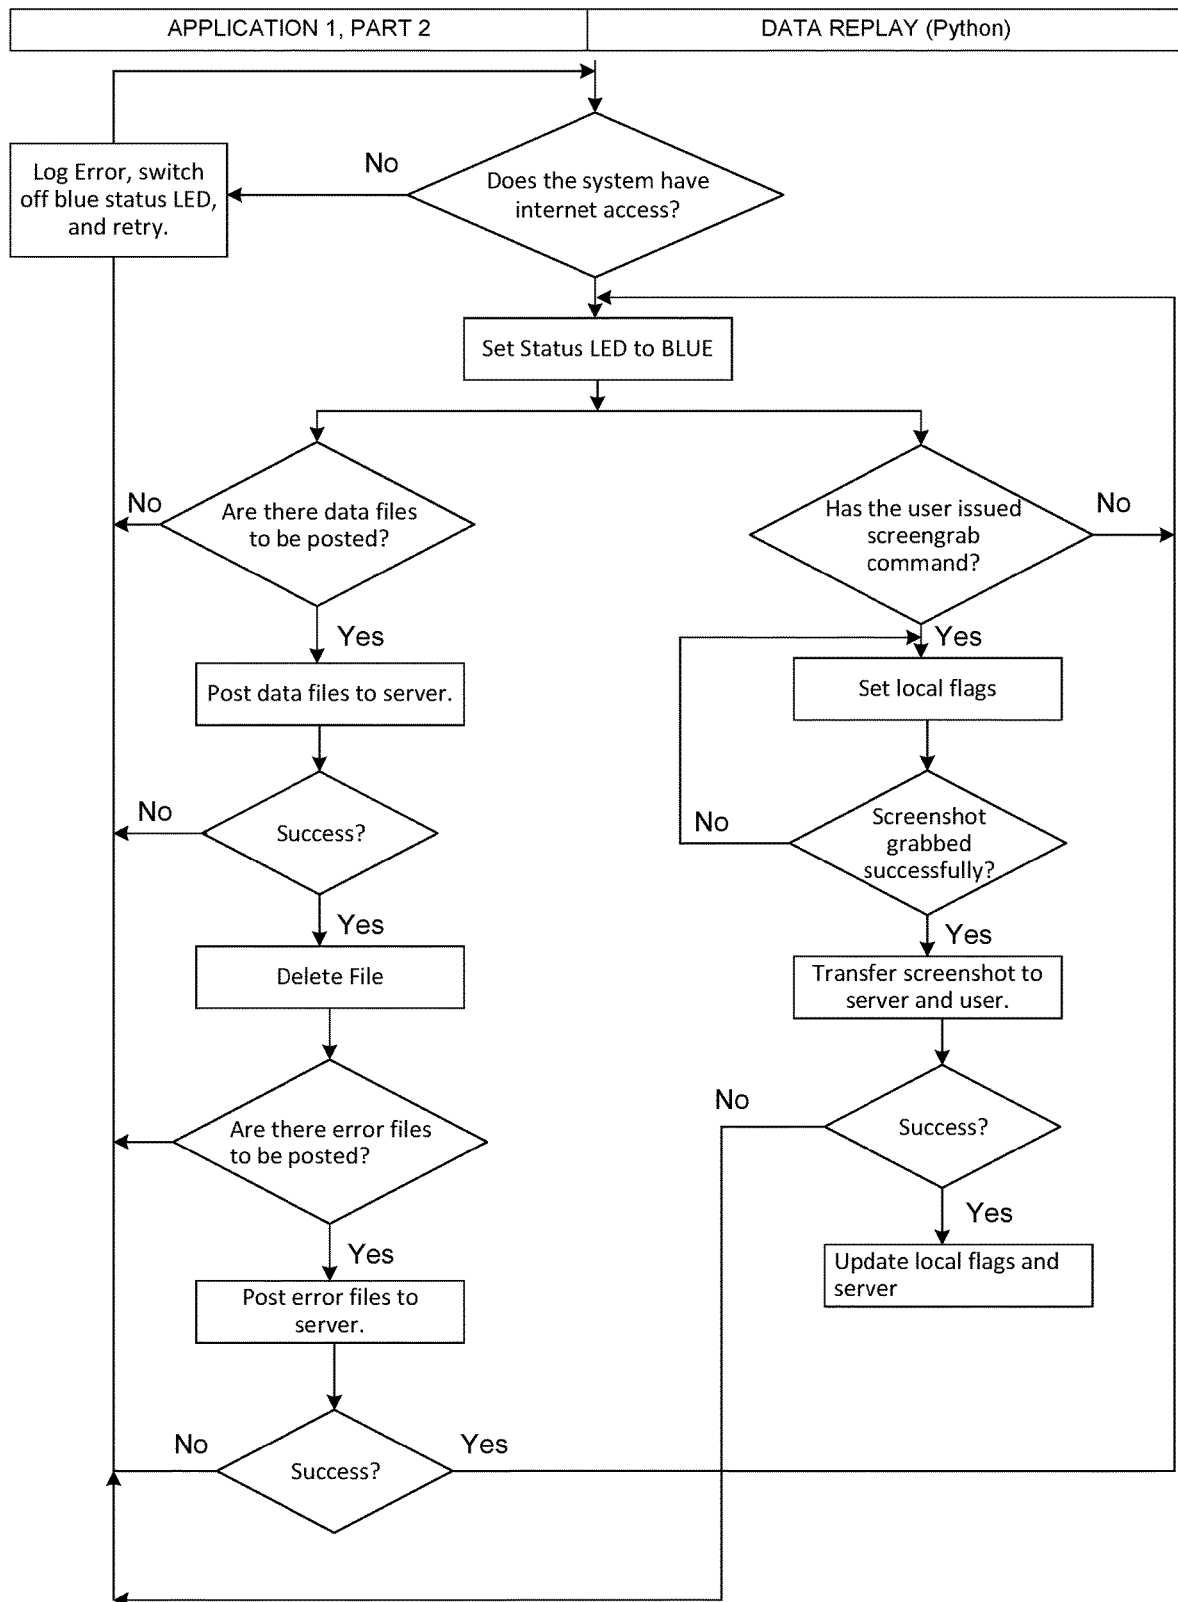 APPLICATION 1, PART 2
DATA REPLAY (Python)
No
Log Error, switch
off blue status LED,
and retry.
Does the system have
internet access?
Set Status LED to BLUE
No
Are there data files
to be posted?
Has the user issued
screengrab
command?
No
Yes
Yes
Post data files to server.
Set local flags
No
Success?
No
Screenshot
grabbed
successfully?
Yes
Yes
Delete File
Transfer screenshot to
server and user.
No
Are there error files
to be posted?
Success?
Yes
Yes
Post error files to
server.
Update local flags and
server
No
Success?
Yes